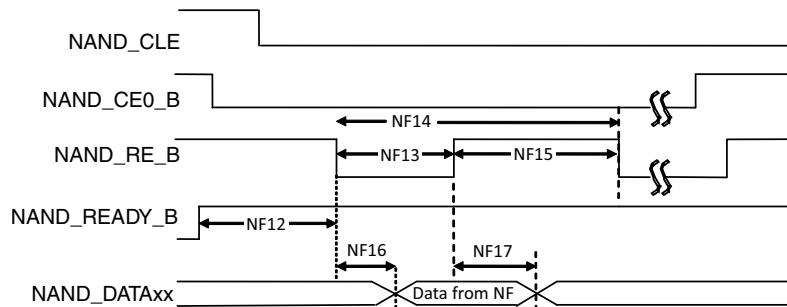 NAND_CLE
NAND_CE0_B
NF14
NAND_RE_B
NF13
NF15
NAND_READY_B
NF12
NF16
NF17
NAND_DATAxx
Data from NF